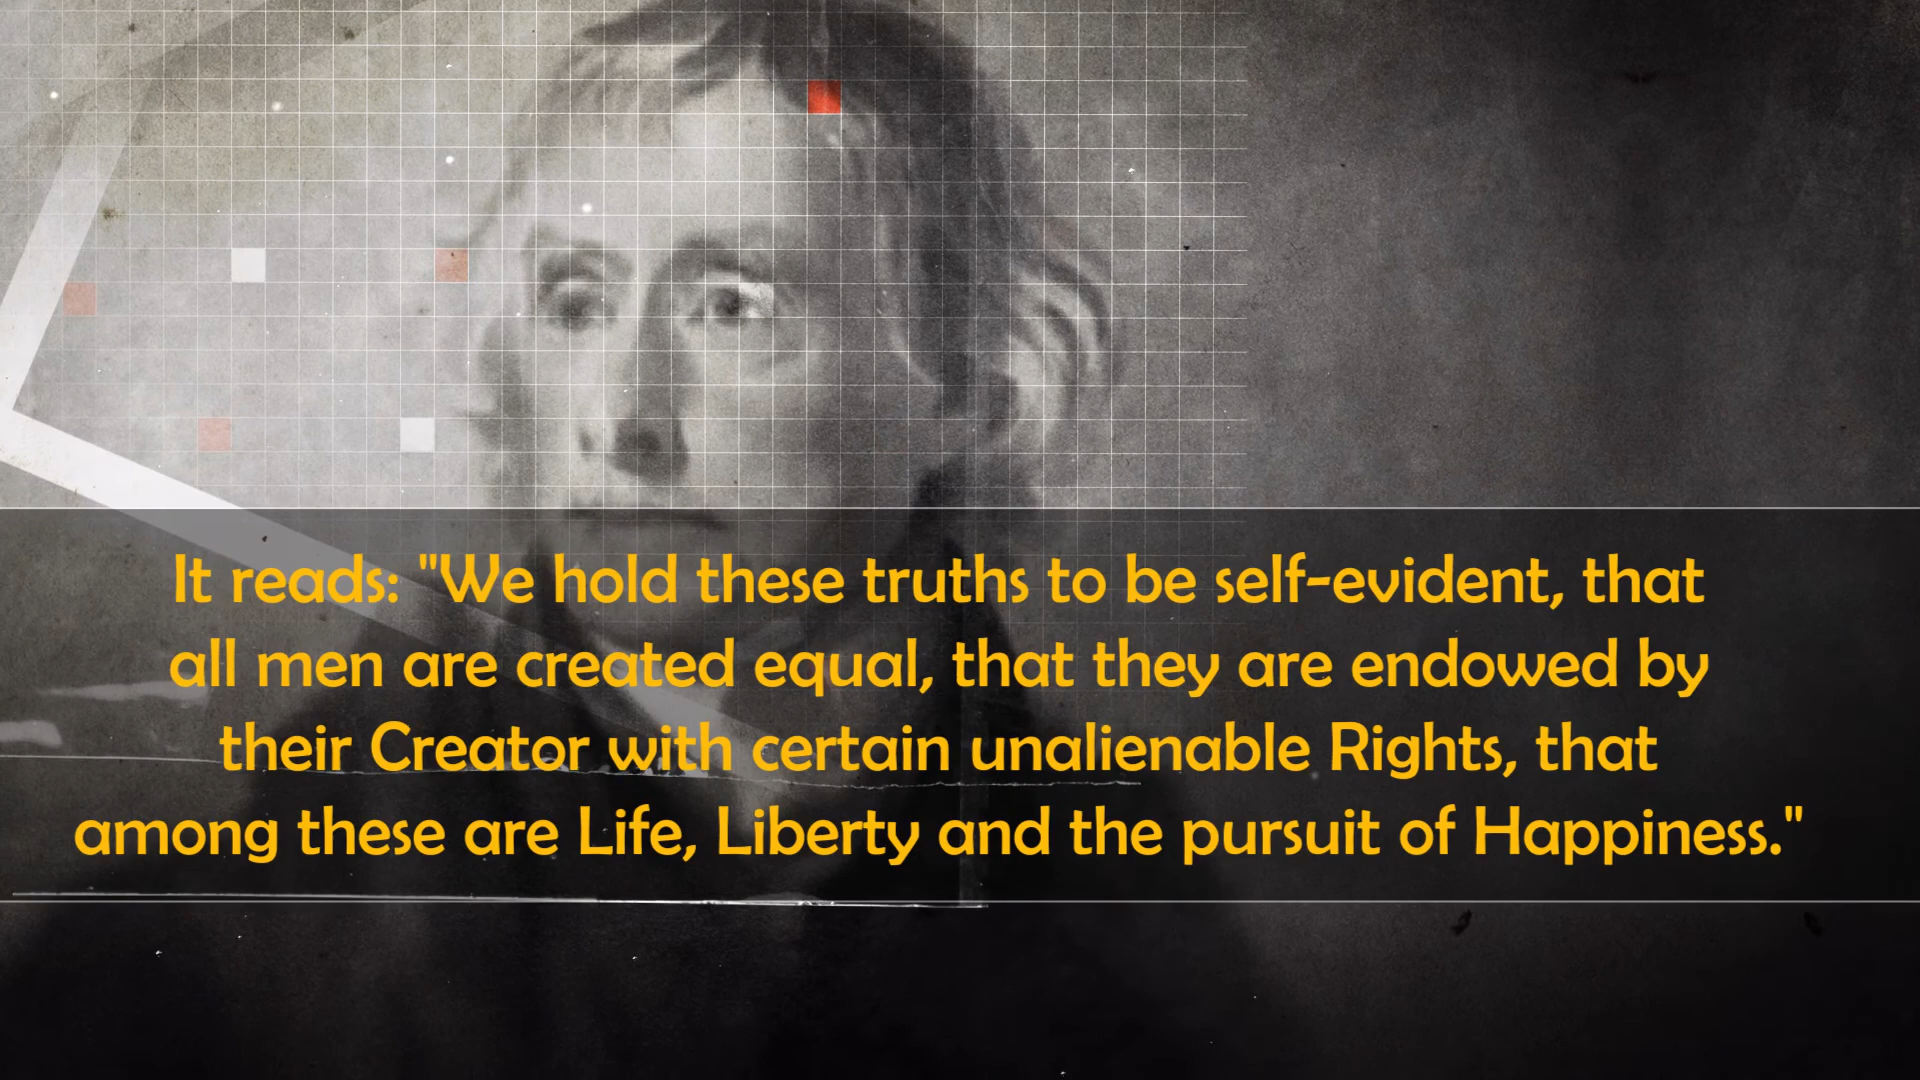 It reads: "We hold these truths to be self-evident, that
all men are created equal, that they are endowed by
their Creator with certain unalienable Rights, that
among these are Life, Liberty and the pursuit of Happiness."